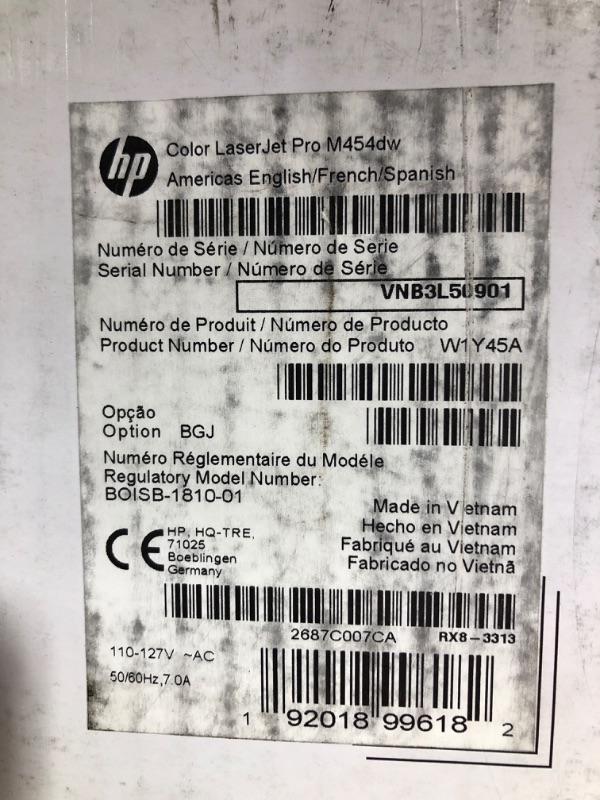 hp
Color LaserJet Pro M454dw
Americas English/French/Spanish
Numéro de Série / Número de Serie
Serial Number / Número de Série
VNB3L50901
Numéro de Produit / Número de Producto
Product Number / Número do Produto W1Y45A
Opção
Option BGJ
Numéro Réglementaire du Modéle
Regulatory Model Number:
BOISB-1810-01
Made in Vietnam
Hecho en Vietnam
Fabriqué au Vietnam
Fabricado no Vietnã
CE
HP, HQ-TRE,
71025
Boeblingen
Germany
2687C007CA RX8-3313
110-127V ~AC
50/60Hz,7.0A
1 92018 99618 2